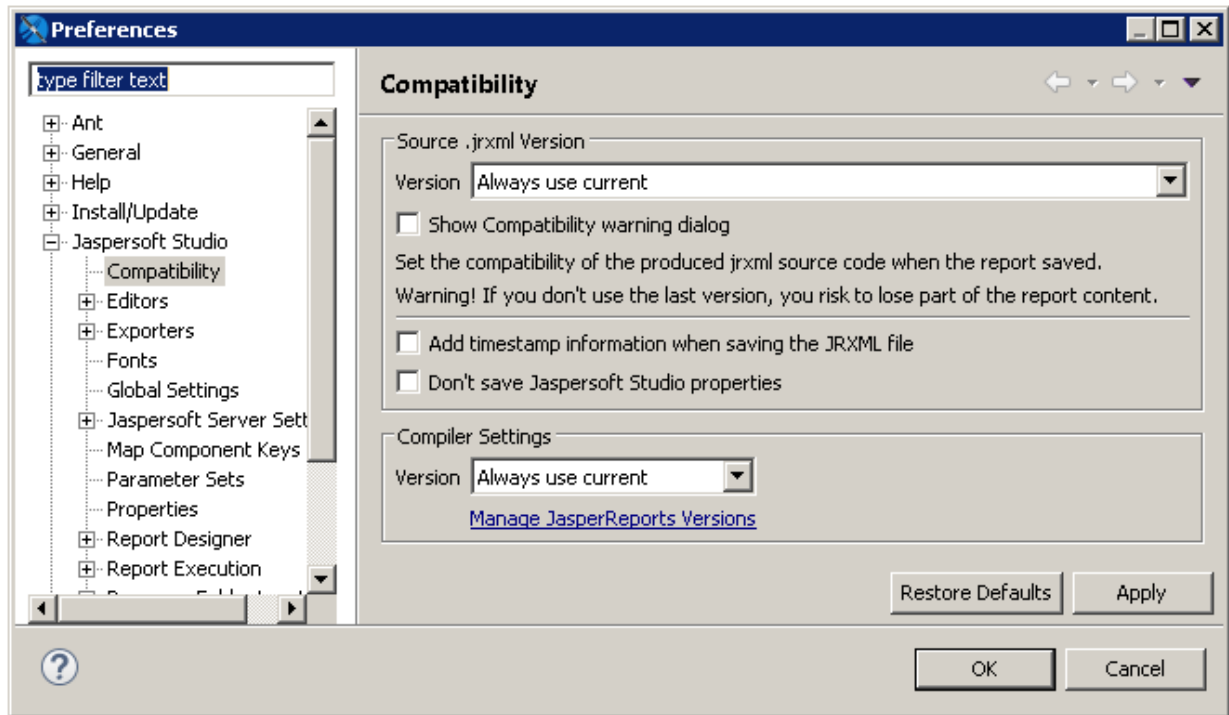 Preferences
type filter text
Ant
General
Help
Install/Update
Jaspersoft Studio
Compatibility
Editors
Exporters
Fonts
Global Settings
Jaspersoft Server Sett
Map Component Keys
Parameter Sets
Properties
Report Designer
Report Execution
Compatibility
Source .jrxml Version
Version Always use current
Show Compatibility warning dialog
Set the compatibility of the produced jrxml source code when the report saved.
Warning! If you don't use the last version, you risk to lose part of the report content.
Add timestamp information when saving the JRXML file
Don't save Jaspersoft Studio properties
Compiler Settings
Version Always use current
Manage JasperReports Versions
Restore Defaults Apply
? OK Cancel